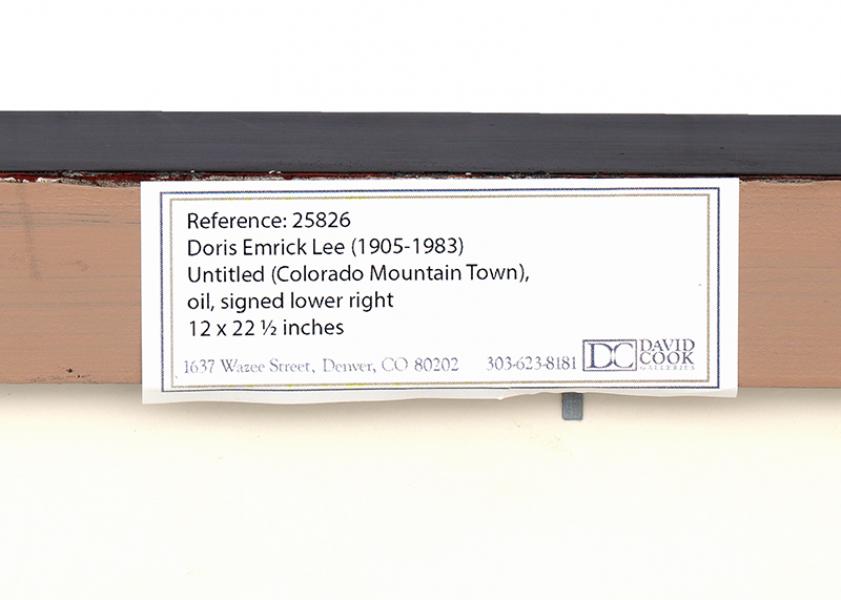 Reference: 25826
Doris Emrick Lee (1905-1983)
Untitled (Colorado Mountain Town),
oil, signed lower right
12 x 22 ½ inches
1637 Wazee Street, Denver, CO 80202 303-623-8181 DC DAVID
COOK
GALLERIES